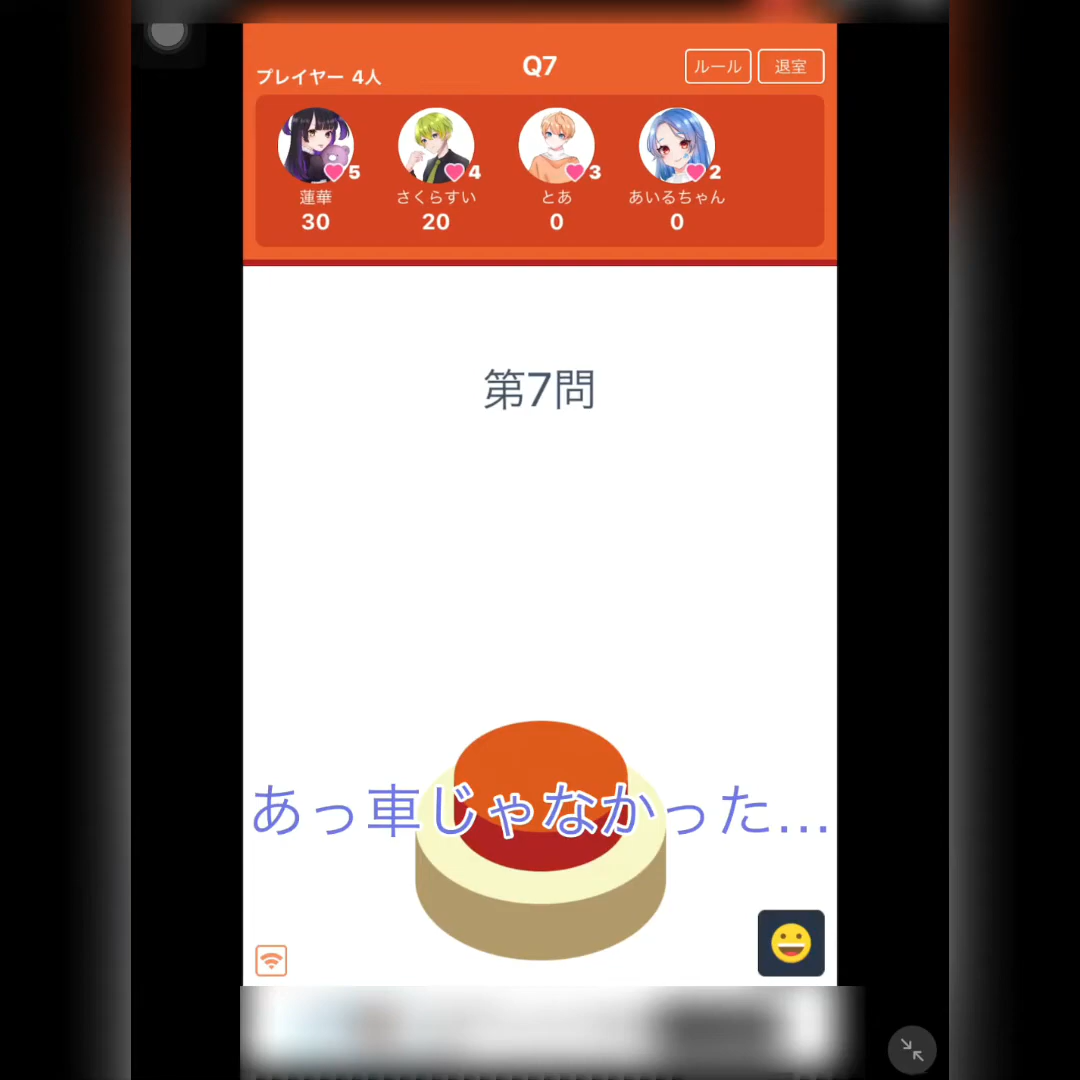 プレイヤー 4人
Q7
ルール
退室
5
4
3
2
蓮華
さくらすい
とあ
あいるちゃん
30
20
0
0
第7問
あっ車じゃなかった…